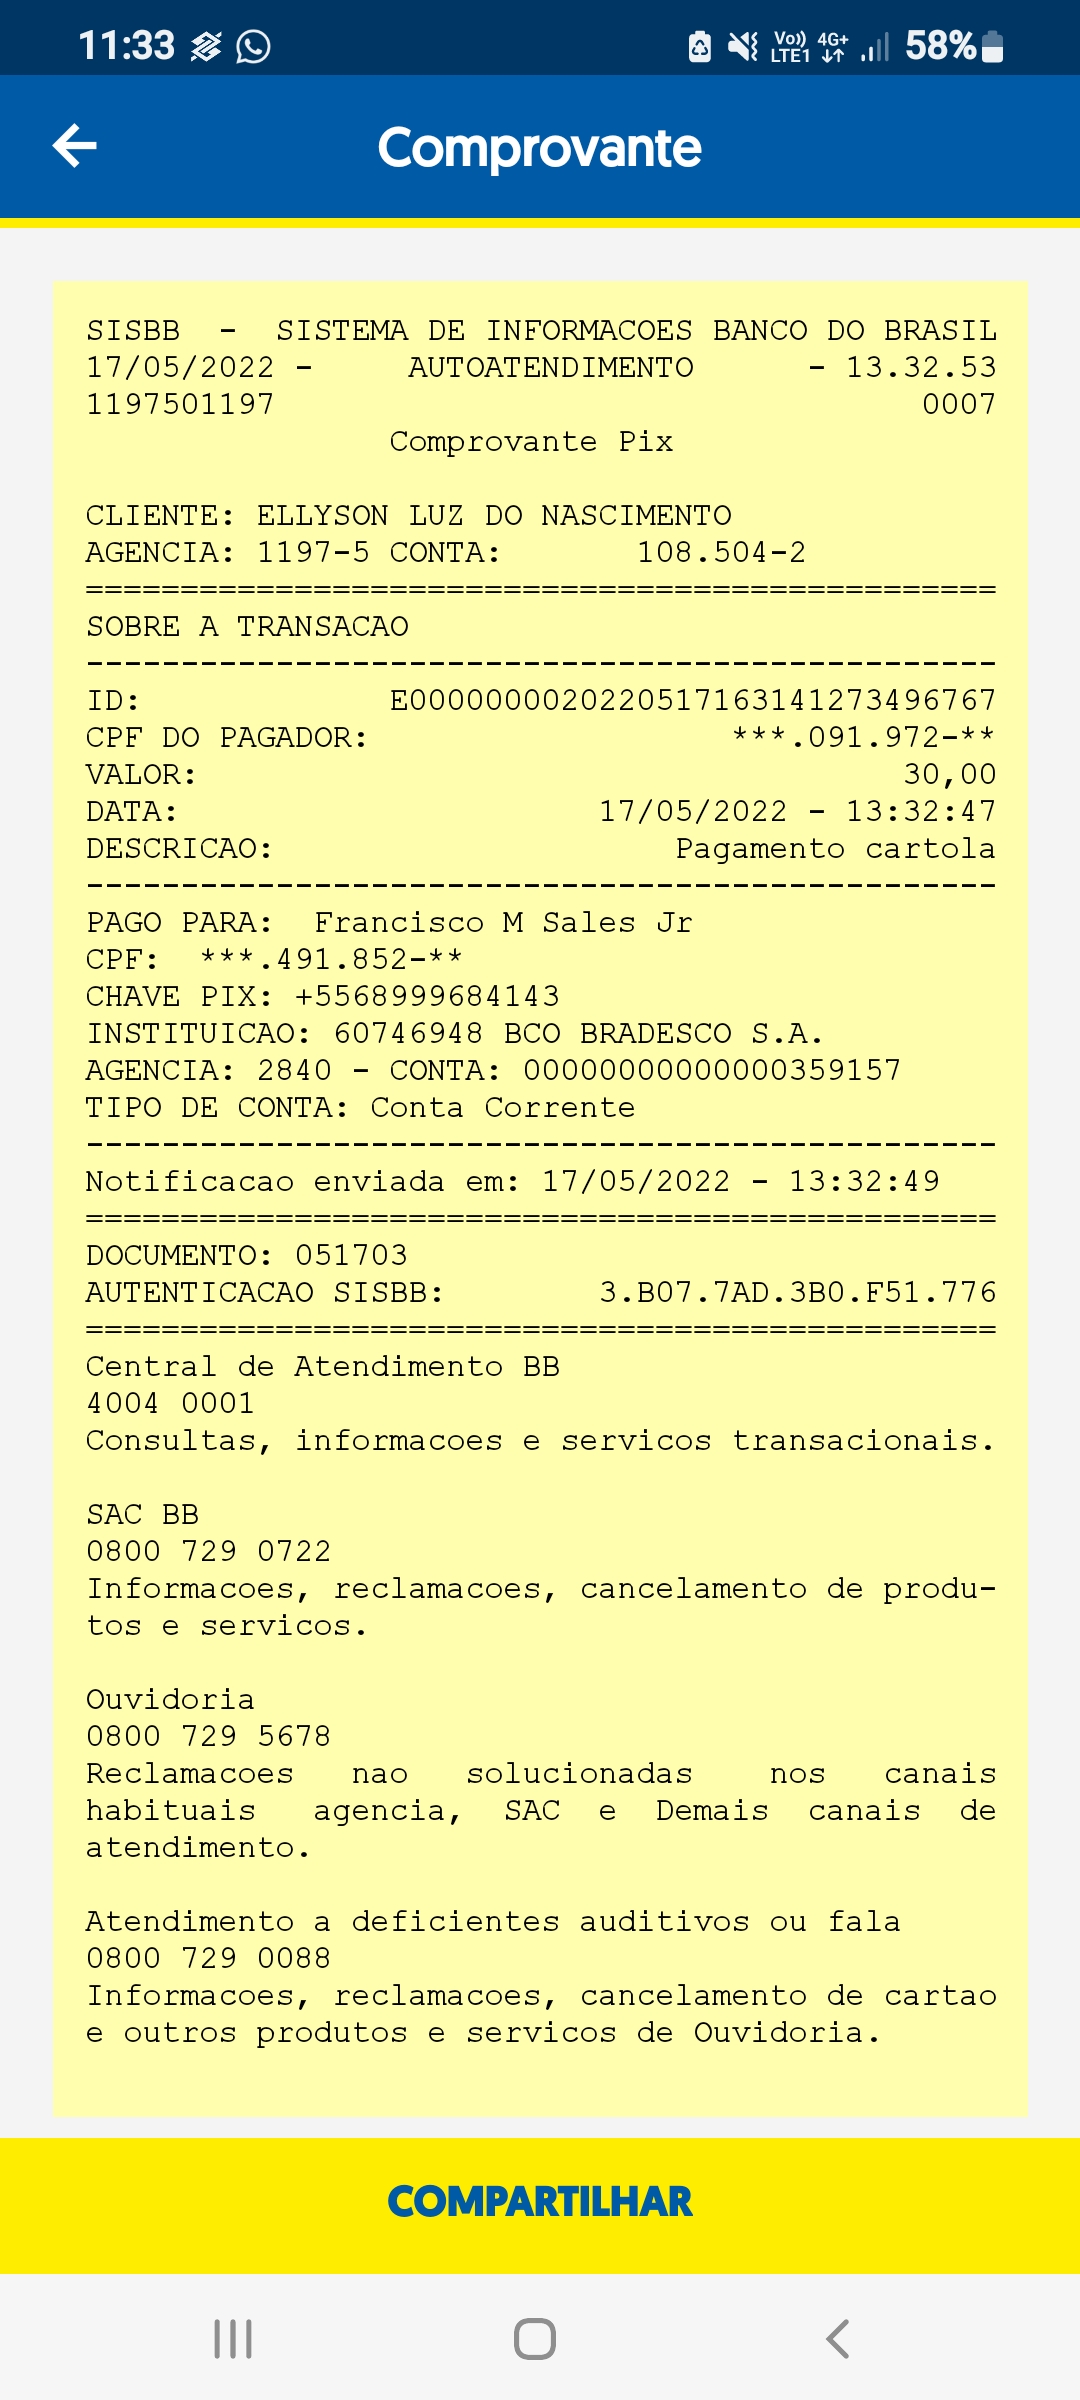 11:33 Vo)) LTE1 4G+ 58%
Comprovante
SISBB - SISTEMA DE INFORMACOES BANCO DO BRASIL
17/05/2022 - AUTOATENDIMENTO - 13.32.53
1197501197 0007
Comprovante Pix
CLIENTE: ELLYSON LUZ DO NASCIMENTO
AGENCIA: 1197-5 CONTA: 108.504-2
================================================
SOBRE A TRANSACAO
------------------------------------------------
ID: E0000000020220517163141273496767
CPF DO PAGADOR: ***.091.972-**
VALOR: 30,00
DATA: 17/05/2022 - 13:32:47
DESCRICAO: Pagamento cartola
------------------------------------------------
PAGO PARA: Francisco M Sales Jr
CPF: ***.491.852-**
CHAVE PIX: +5568999684143
INSTITUICAO: 60746948 BCO BRADESCO S.A.
AGENCIA: 2840 - CONTA: 00000000000000359157
TIPO DE CONTA: Conta Corrente
------------------------------------------------
Notificacao enviada em: 17/05/2022 - 13:32:49
================================================
DOCUMENTO: 051703
AUTENTICACAO SISBB: 3.B07.7AD.3B0.F51.776
================================================
Central de Atendimento BB
4004 0001
Consultas, informacoes e servicos transacionais.
SAC BB
0800 729 0722
Informacoes, reclamacoes, cancelamento de produ-
tos e servicos.
Ouvidoria
0800 729 5678
Reclamacoes nao solucionadas nos canais
habituais agencia, SAC e Demais canais de
atendimento.
Atendimento a deficientes auditivos ou fala
0800 729 0088
Informacoes, reclamacoes, cancelamento de cartao
e outros produtos e servicos de Ouvidoria.
COMPARTILHAR